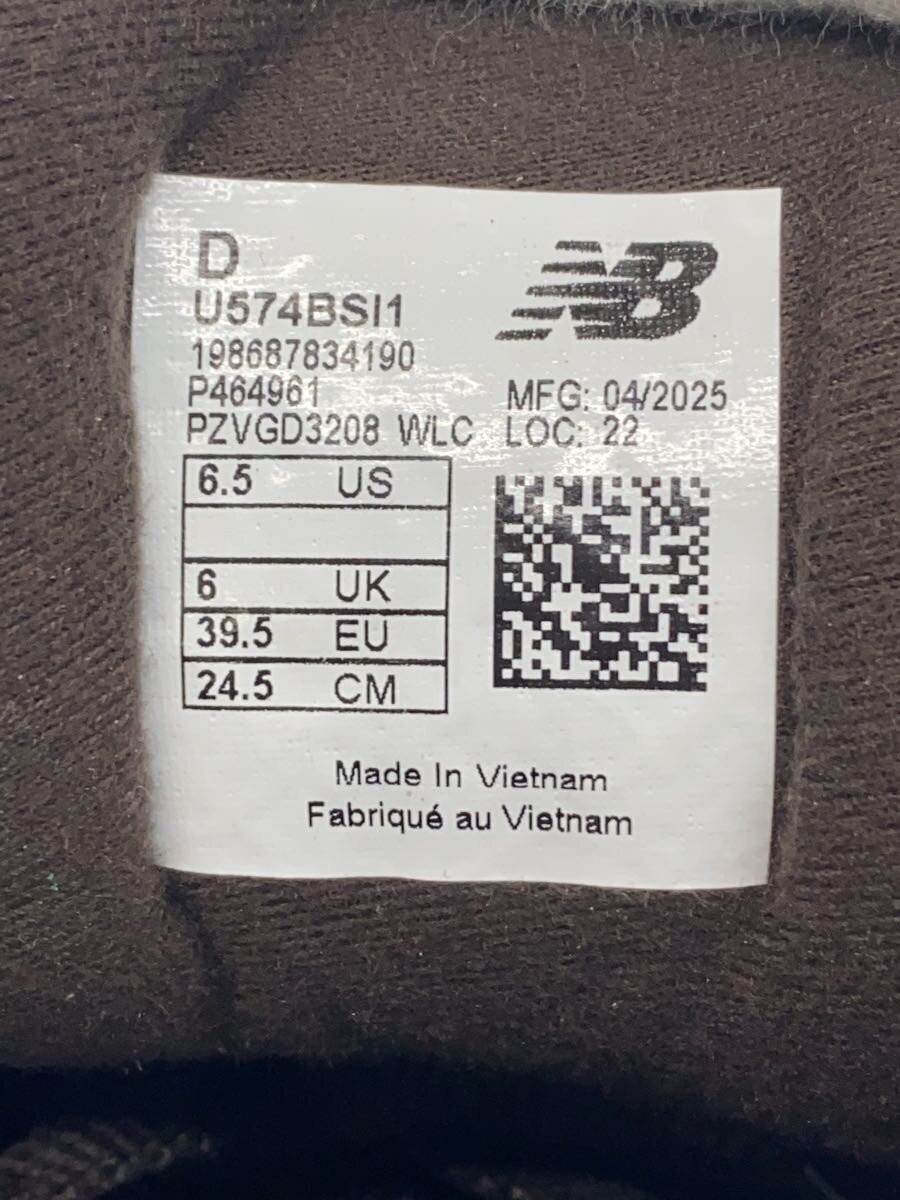 D
NB
U574BSI1
198687834190
P464961
MFG: 04/2025
PZVGD3208 WLC
LOC: 22
6.5 US
6 UK
39.5 EU
24.5 CM
Made In Vietnam
Fabriqué au Vietnam